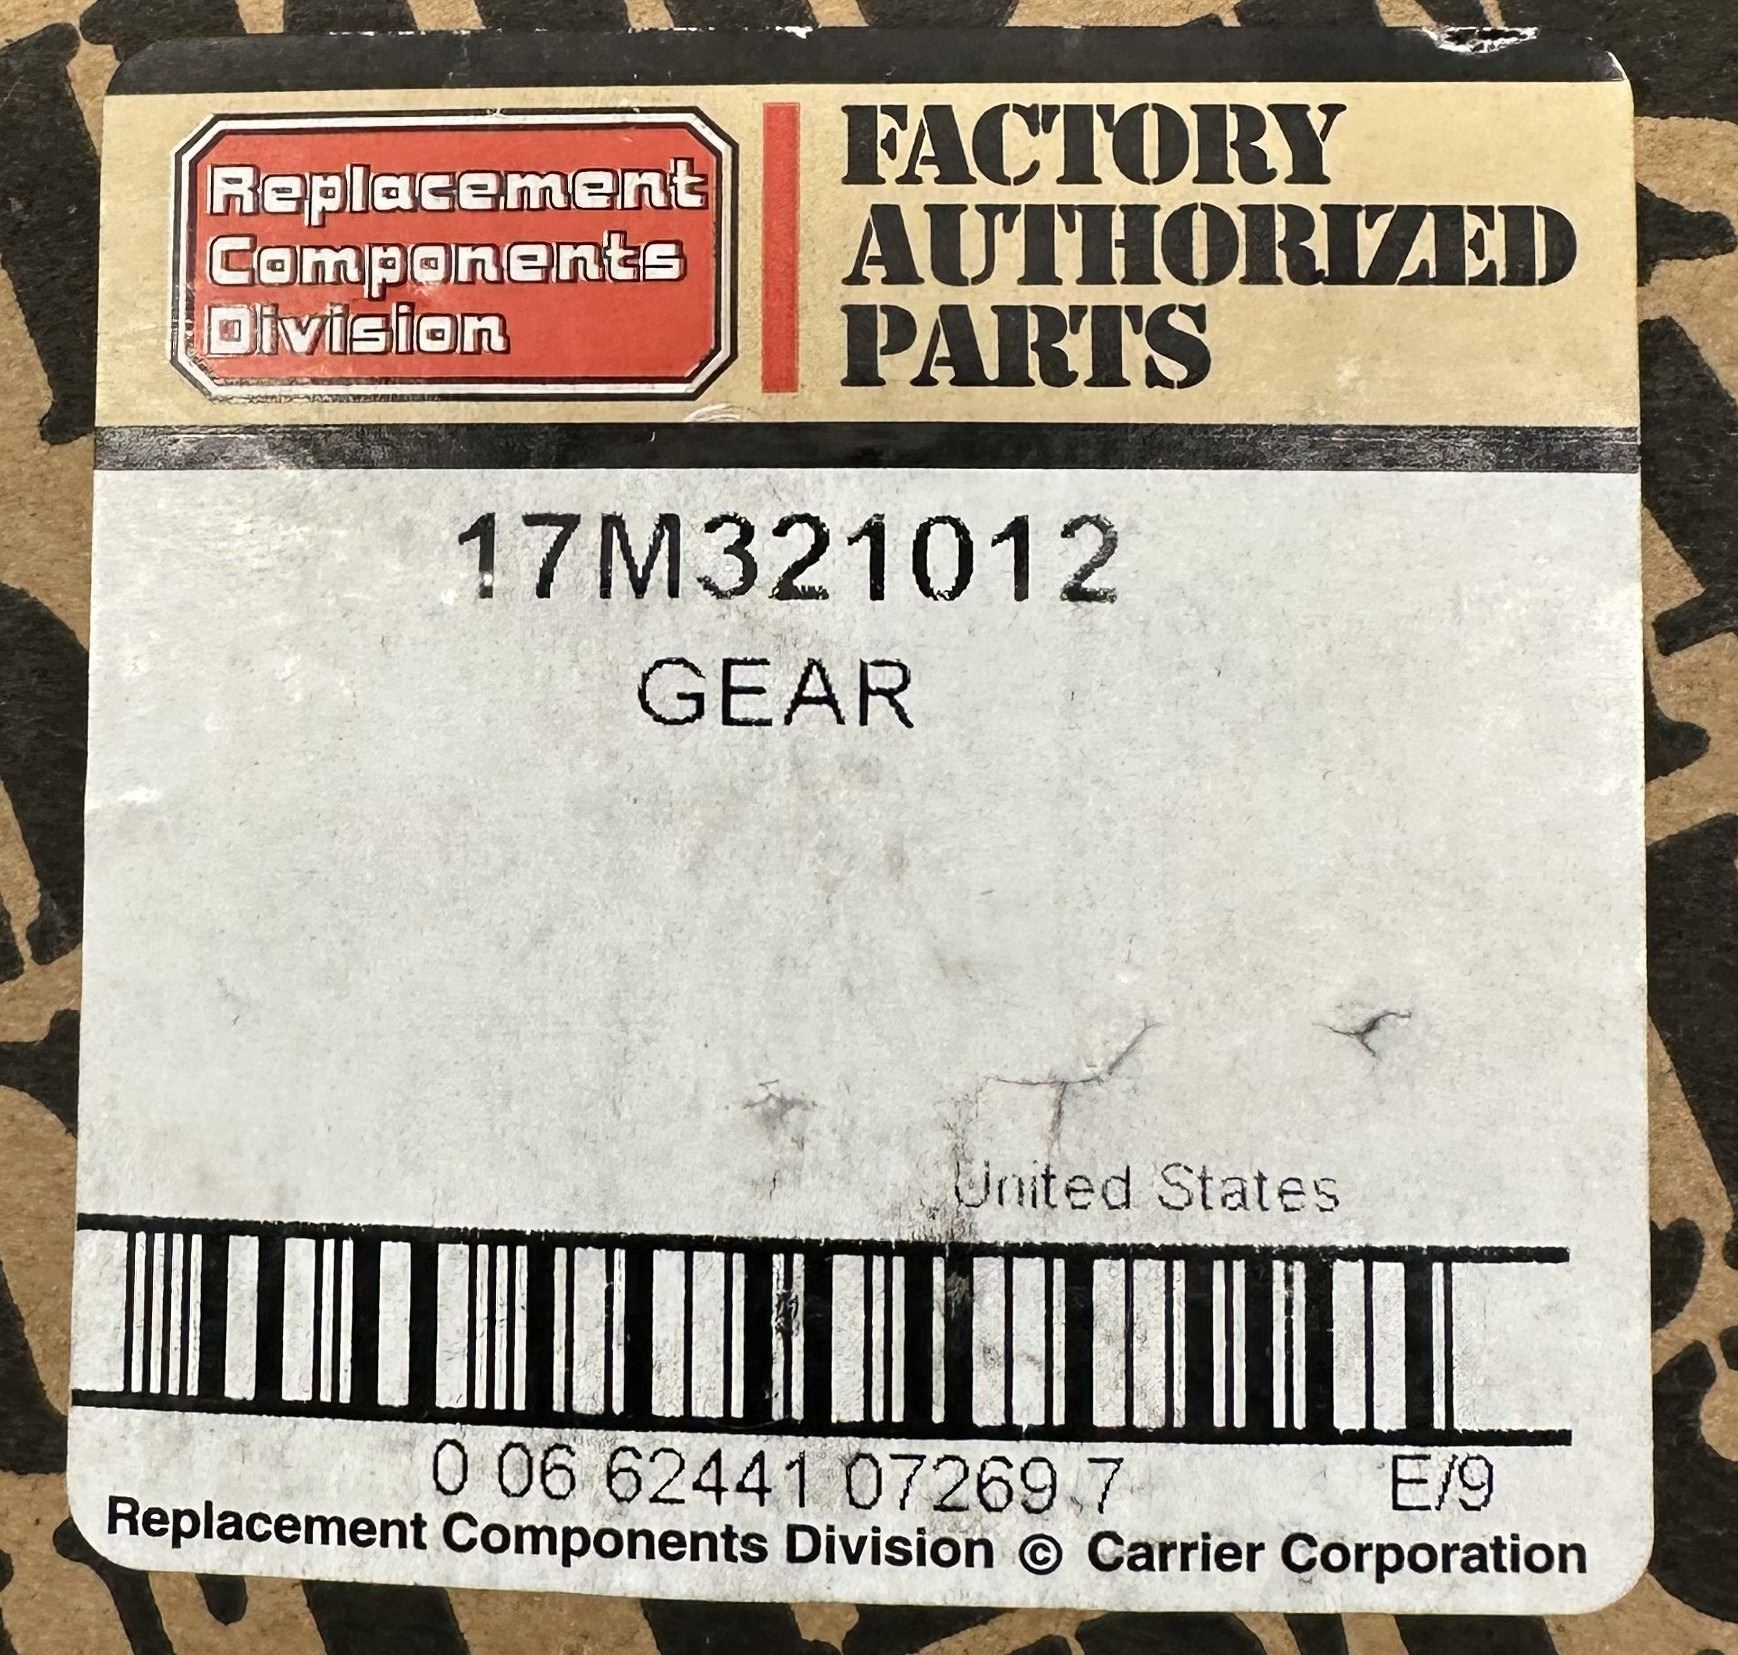 Replacement
Components
Division
FACTORY
AUTHORIZED
PARTS
17M321012
GEAR
United States
0 06 62441 07269 7 E/9
Replacement Components Division © Carrier Corporation